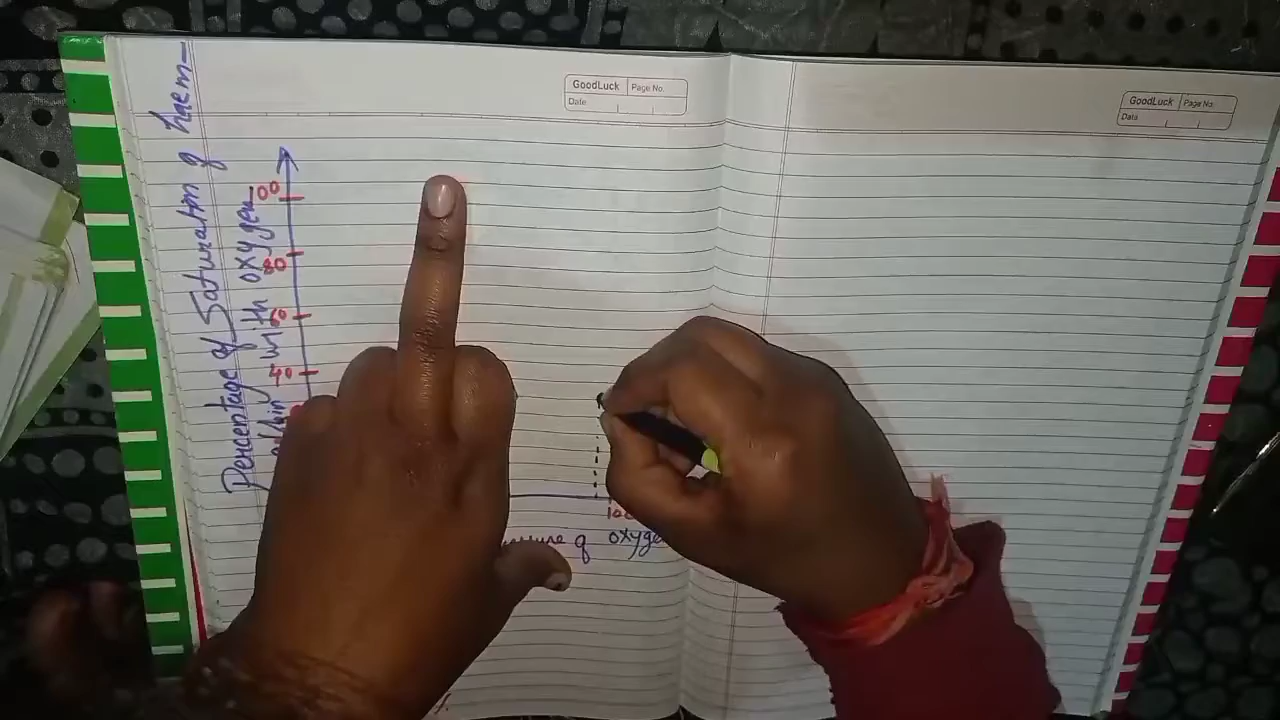 GoodLuck Page No.
Date
GoodLuck Page No.
Date
Percentage of Saturation of haem-
with oxygen
100
80
60
40
of oxyge